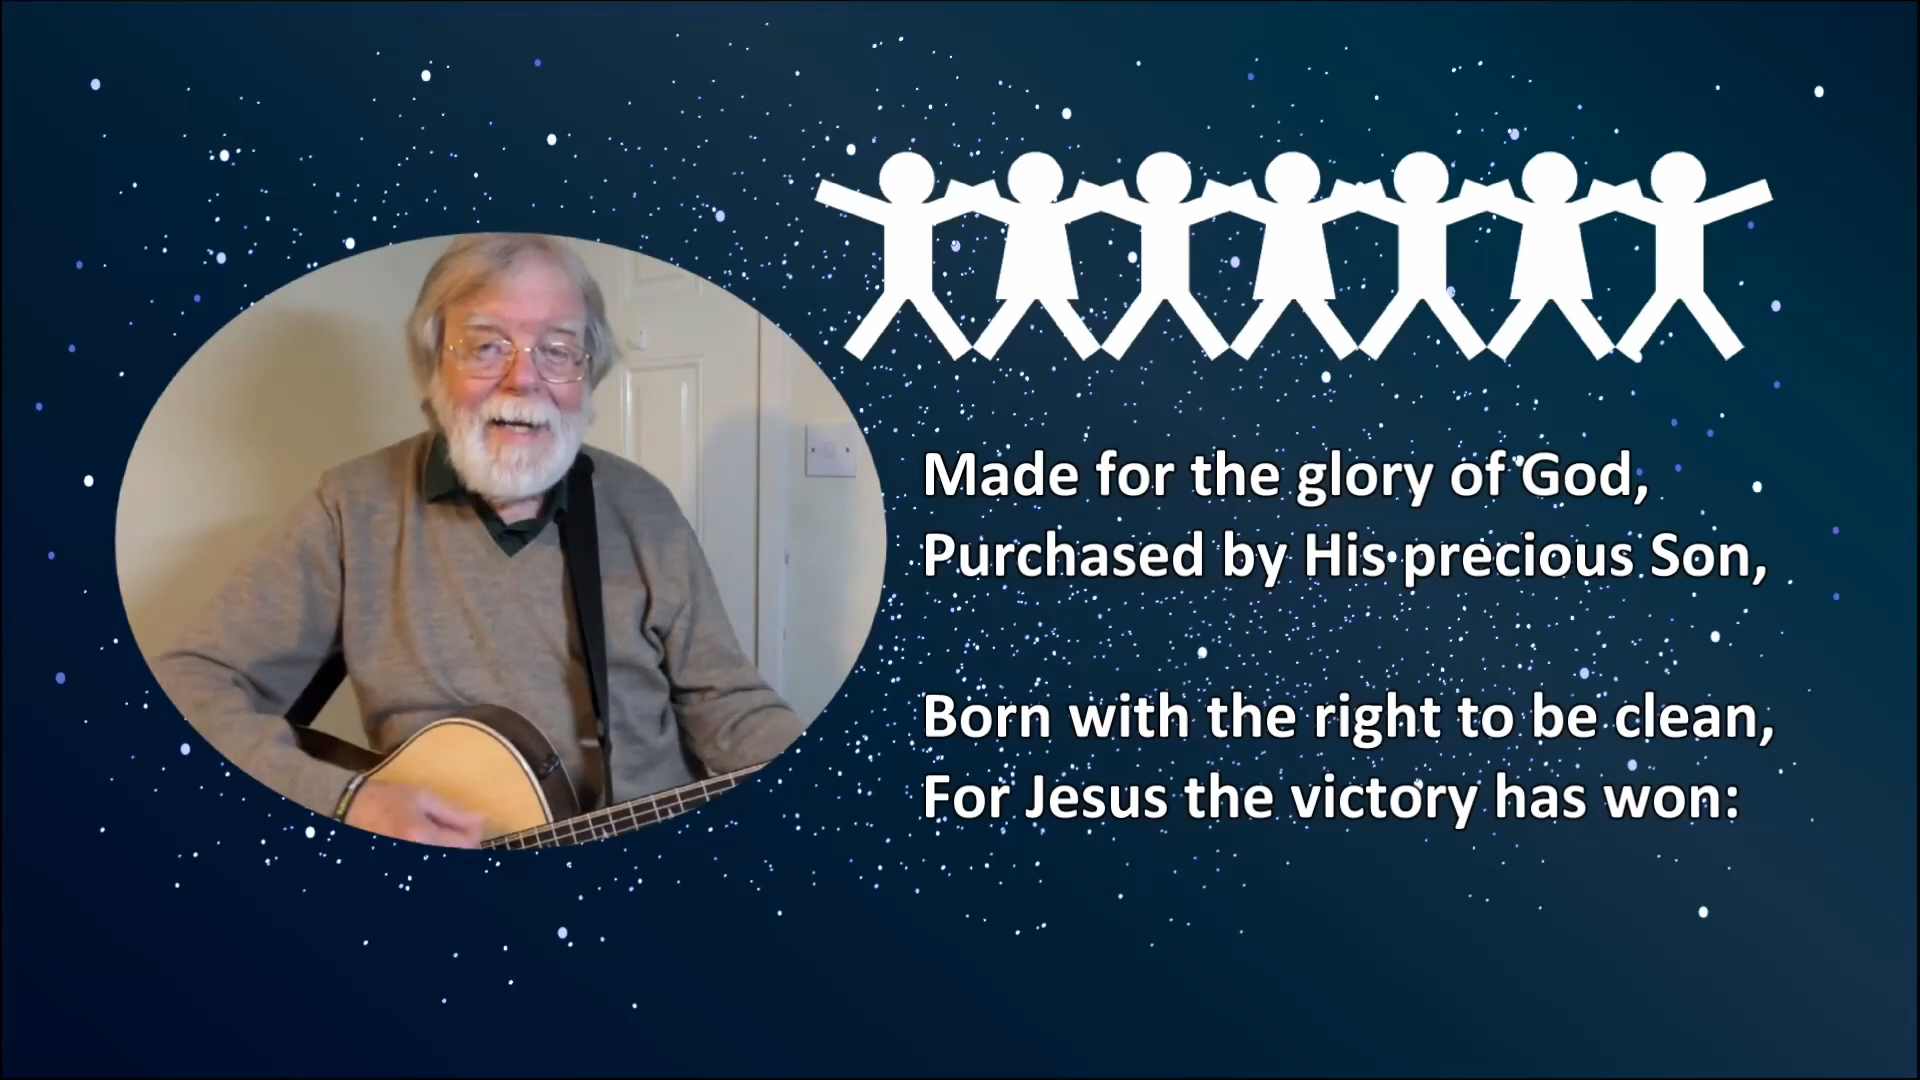 Made for the glory of God,
Purchased by His precious Son,
Born with the right to be clean,
For Jesus the victory has won: